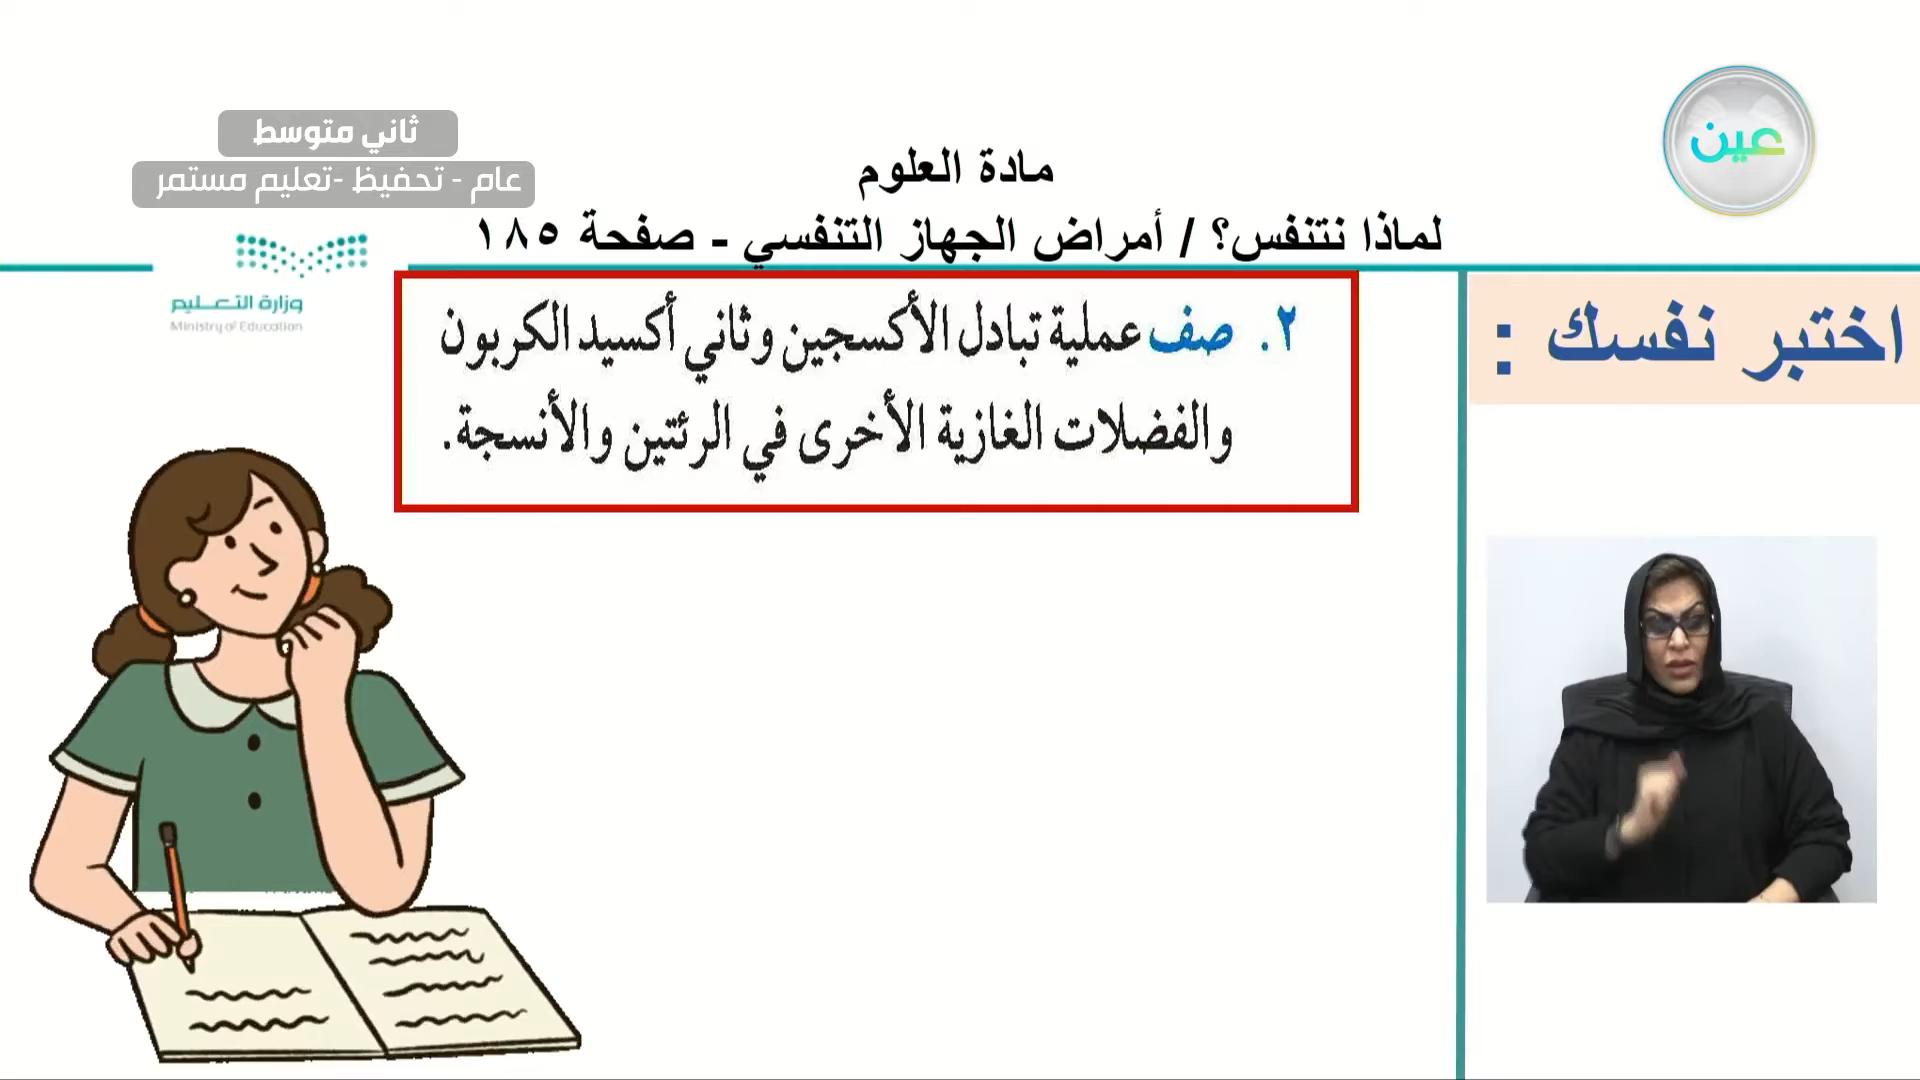 ثاني متوسط
عام - تحفيظ -تعليم مستمر
عين
مادة العلوم
لماذا نتنفس؟ / أمراض الجهاز التنفسي - صفحة ١٨٥
وزارة التعليم
Ministry of Education
اختبر نفسك :
٢. صف عملية تبادل الأكسجين وثاني أكسيد الكربون
والفضلات الغازية الأخرى في الرئتين والأنسجة.